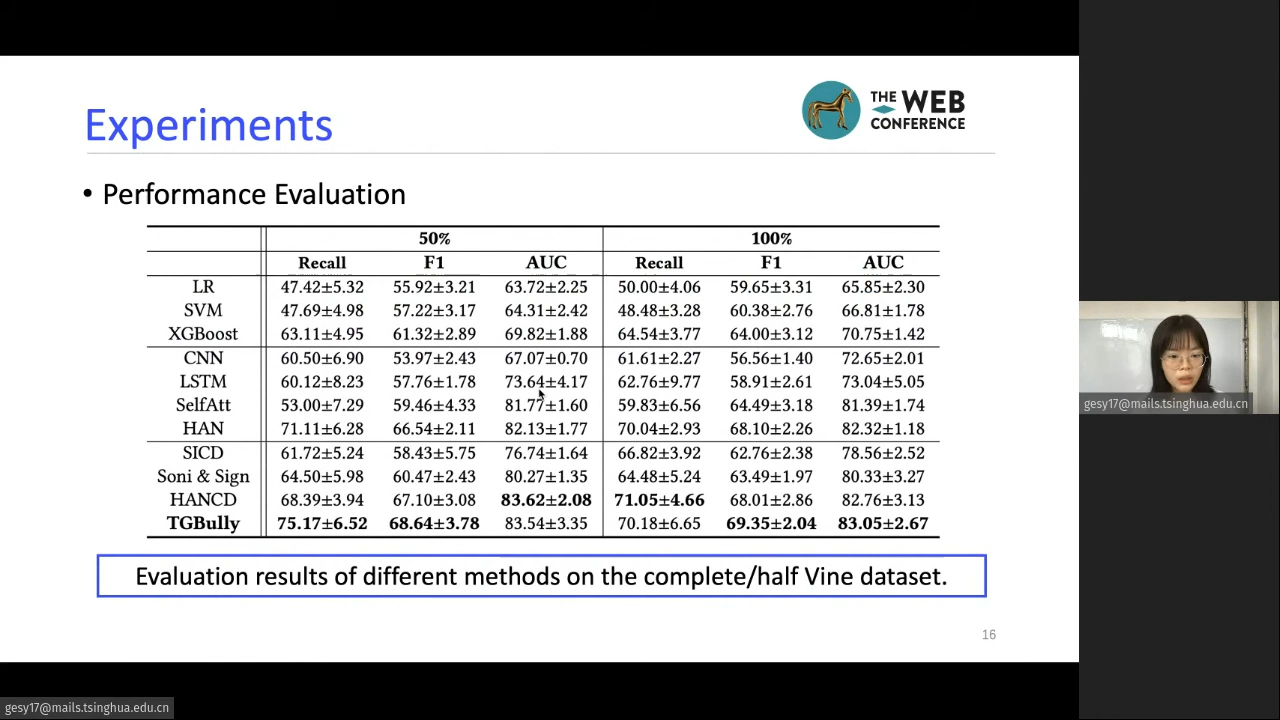 Experiments
THE WEB
CONFERENCE
• Performance Evaluation
50% 100%
Recall F1 AUC Recall F1 AUC
LR 47.42±5.32 55.92±3.21 63.72±2.25 50.00±4.06 59.65±3.31 65.85±2.30
SVM 47.69±4.98 57.22±3.17 64.31±2.42 48.48±3.28 60.38±2.76 66.81±1.78
XGBoost 63.11±4.95 61.32±2.89 69.82±1.88 64.54±3.77 64.00±3.12 70.75±1.42
CNN 60.50±6.90 53.97±2.43 67.07±0.70 61.61±2.27 56.56±1.40 72.65±2.01
LSTM 60.12±8.23 57.76±1.78 73.64±4.17 62.76±9.77 58.91±2.61 73.04±5.05
SelfAtt 53.00±7.29 59.46±4.33 81.77±1.60 59.83±6.56 64.49±3.18 81.39±1.74
HAN 71.11±6.28 66.54±2.11 82.13±1.77 70.04±2.93 68.10±2.26 82.32±1.18
SICD 61.72±5.24 58.43±5.75 76.74±1.64 66.82±3.92 62.76±2.38 78.56±2.52
Soni & Sign 64.50±5.98 60.47±2.43 80.27±1.35 64.48±5.24 63.49±1.97 80.33±3.27
HANCD 68.39±3.94 67.10±3.08 83.62±2.08 71.05±4.66 68.01±2.86 82.76±3.13
TGBully 75.17±6.52 68.64±3.78 83.54±3.35 70.18±6.65 69.35±2.04 83.05±2.67
Evaluation results of different methods on the complete/half Vine dataset.
16
gesy17@mails.tsinghua.edu.cn
gesy17@mails.tsinghua.edu.cn